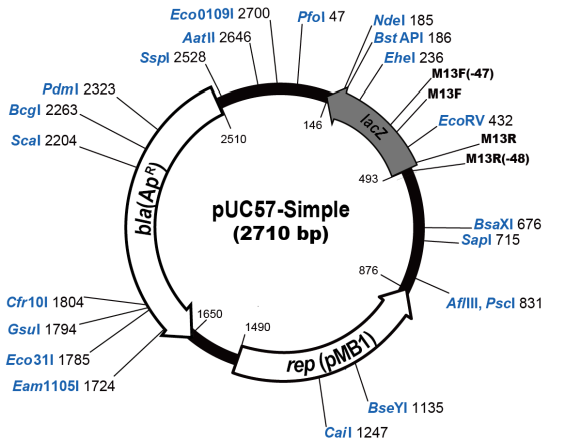 Eco0109I 2700
PfoI 47
AatII 2646
SspI 2528
NdeI 185
BstAPI 186
EheI 236
M13F(-47)
M13F
EcoRV 432
M13R
M13R(-48)
PdmI 2323
BcgI 2263
ScaI 2204
2510
146
lacZ
493
bla(ApR)
pUC57-Simple
(2710 bp)
BsaXI 676
SapI 715
876
AflIII, PscI 831
Cfr10I 1804
GsuI 1794
Eco31I 1785
Eam1105I 1724
1650
1490
rep (pMB1)
BseYI 1135
CaiI 1247